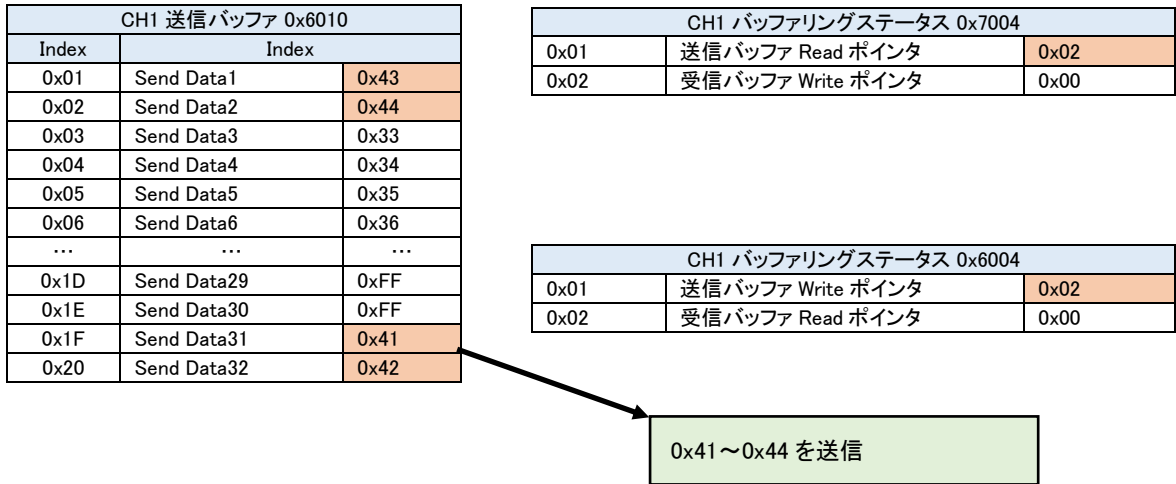 CH1 送信バッファ 0x6010
Index Index
0x01 Send Data1 0x43
0x02 Send Data2 0x44
0x03 Send Data3 0x33
0x04 Send Data4 0x34
0x05 Send Data5 0x35
0x06 Send Data6 0x36
… … …
0x1D Send Data29 0xFF
0x1E Send Data30 0xFF
0x1F Send Data31 0x41
0x20 Send Data32 0x42
CH1 バッファリングステータス 0x7004
0x01 送信バッファ Read ポインタ 0x02
0x02 受信バッファ Write ポインタ 0x00
CH1 バッファリングステータス 0x6004
0x01 送信バッファ Write ポインタ 0x02
0x02 受信バッファ Read ポインタ 0x00
0x41～0x44 を送信